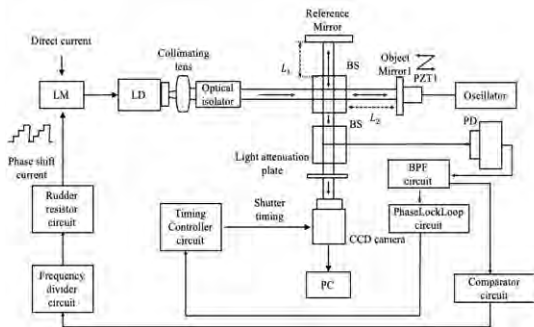 Reference
Mirror
Direct current
Collimating
lens
L₁
BS
Object
Mirror1
PZT1
LM
LD
Optical
isolator
Oscillator
L₂
BS
PD
Phase shift
current
Light attenuation
plate
BPF
circuit
Rudder
resistor
circuit
Timing
Controller
circuit
Shutter
timing
PhaseLockLoop
circuit
CCD camera
Frequency
divider
circuit
PC
Comparator
circuit